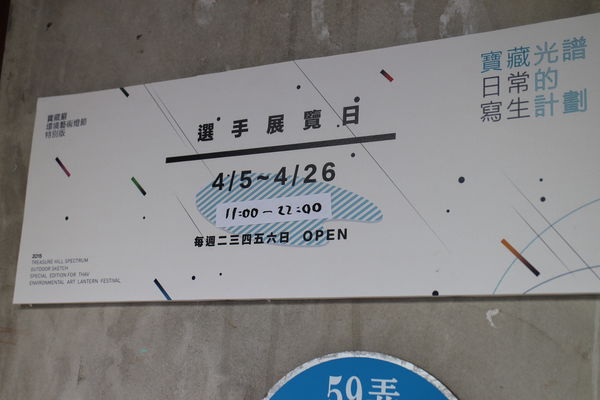 寶藏巖
環境藝術燈節
特別版
選手展覽日
4/5~4/26
11:00-22:00
每週二三四五六日 OPEN
寶藏光譜
日常的
寫生計劃
2015
TREASURE HILL SPECTRUM
OUTDOOR SKETCH
SPECIAL EDITION FOR THAV
ENVIRONMENTAL ART LANTERN FESTIVAL
59弄